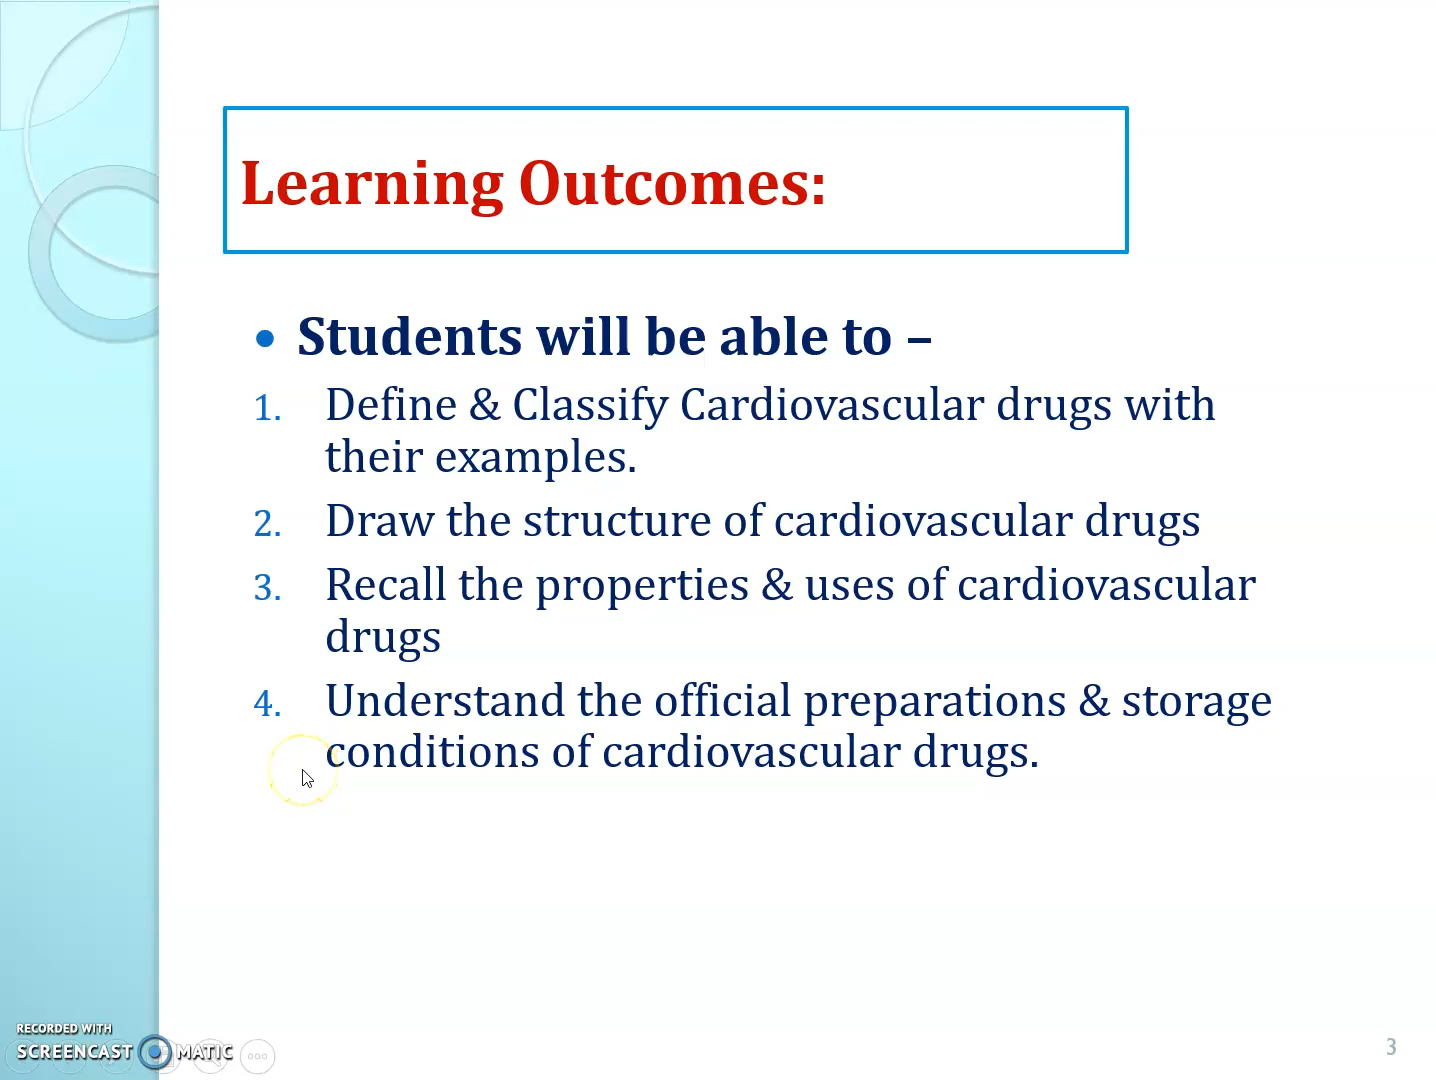 Learning Outcomes:
• Students will be able to –
1. Define & Classify Cardiovascular drugs with
their examples.
2. Draw the structure of cardiovascular drugs
3. Recall the properties & uses of cardiovascular
drugs
4. Understand the official preparations & storage
conditions of cardiovascular drugs.
RECORDED WITH
SCREENCAST MATIC
3